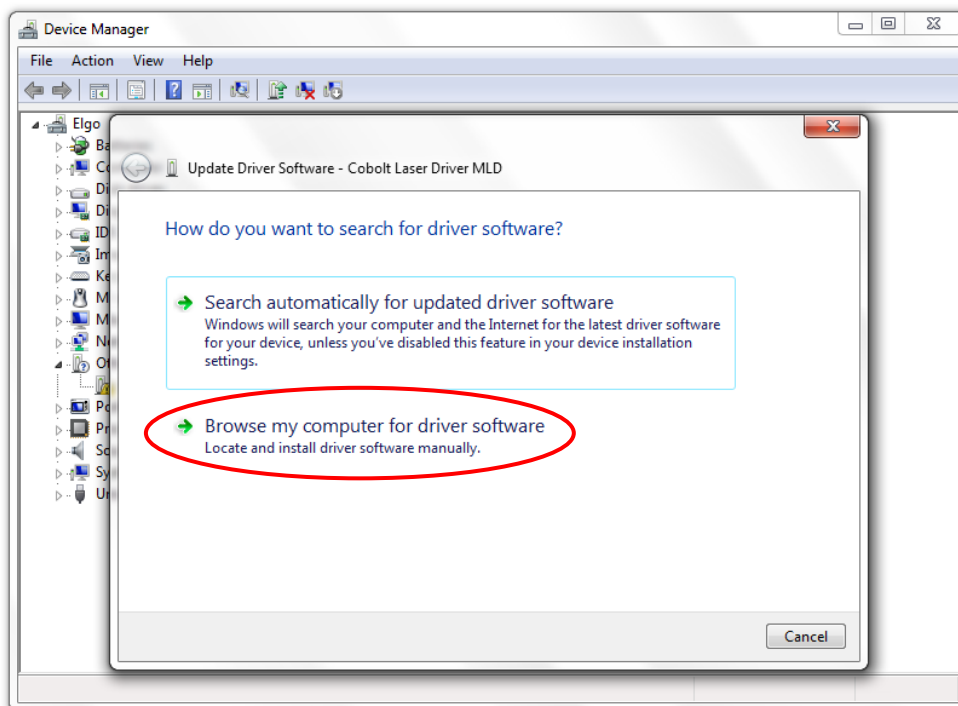 Device Manager
File Action View Help
Elgo
Update Driver Software - Cobolt Laser Driver MLD
How do you want to search for driver software?
Search automatically for updated driver software
Windows will search your computer and the Internet for the latest driver software
for your device, unless you've disabled this feature in your device installation
settings.
Browse my computer for driver software
Locate and install driver software manually.
Cancel